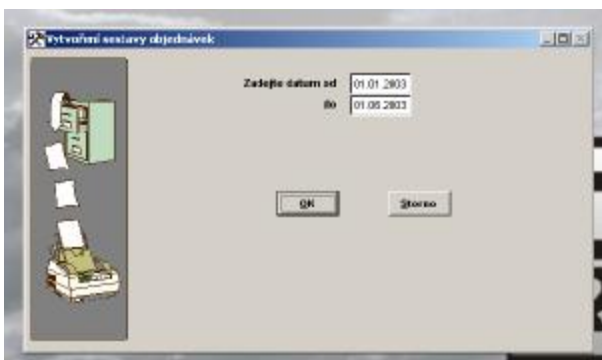 Vytvoření sestavy objednávek
Zadejte datum od 01.01.2003
do 01.06.2003
OK Storno